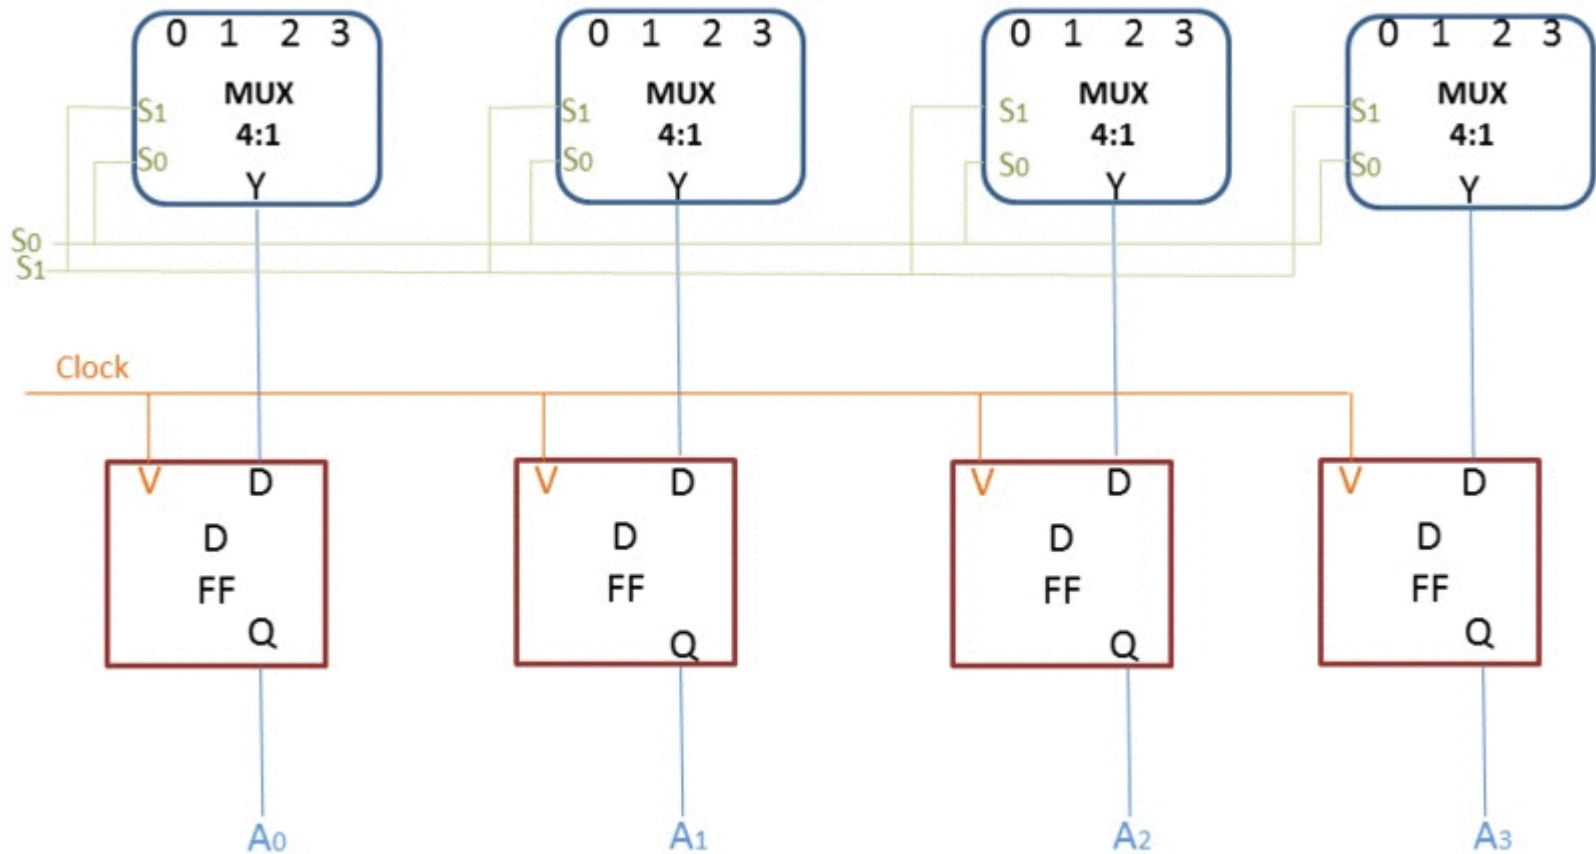 0 1 2 3 0 1 2 3 0 1 2 3 0 1 2 3
MUX MUX MUX MUX
S1 S1 S1 S1
4:1 4:1 4:1 4:1
S0 S0 S0 S0
Y Y Y Y
S0
S1
Clock
V D V D V D V D
D D D D
FF FF FF FF
Q Q Q Q
A0 A1 A2 A3